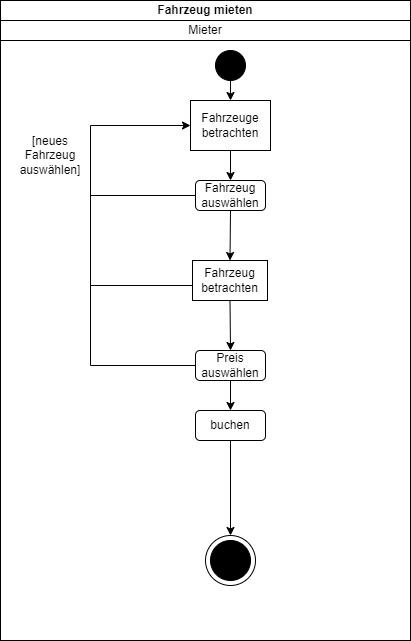 Fahrzeug mieten
Mieter
Fahrzeuge
betrachten
[neues
Fahrzeug
auswählen]
Fahrzeug
auswählen
Fahrzeug
betrachten
Preis
auswählen
buchen